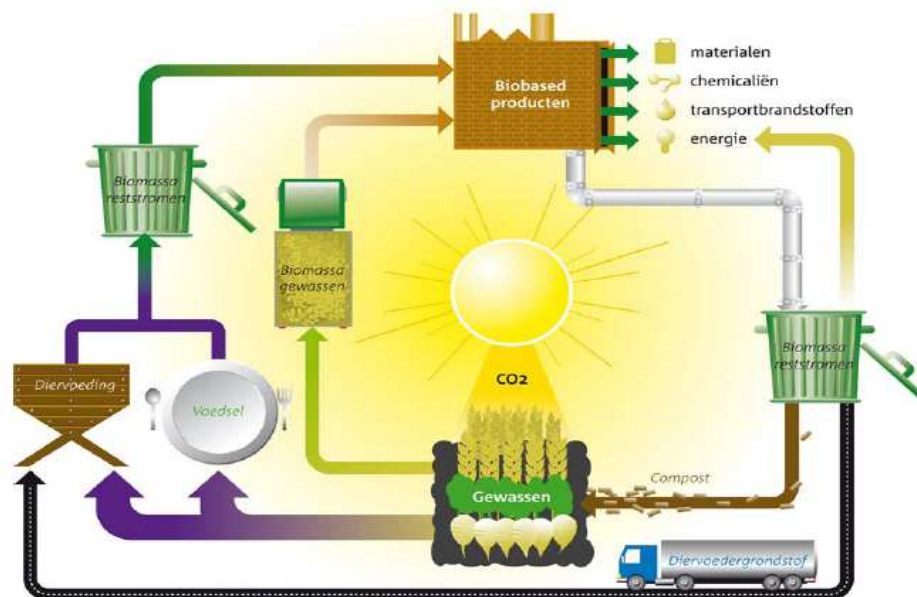 Biobased
producten
materialen
chemicaliën
transportbrandstoffen
energie
Biomassa
reststromen
Biomassa
gewassen
Biomassa
reststromen
Diervoeding
Voedsel
CO2
Gewassen
Compost
Diervoedergrondstof